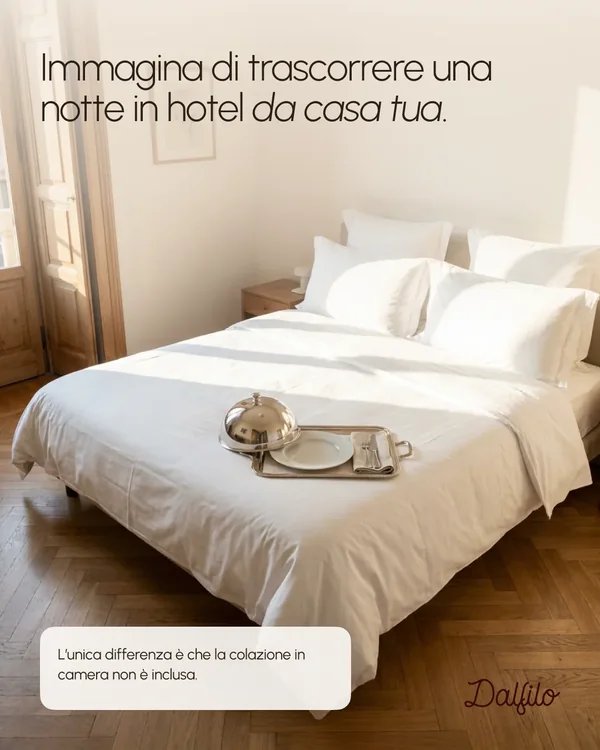 Immagina di trascorrere una
notte in hotel da casa tua.
L'unica differenza è che la colazione in
camera non è inclusa.
Dalfilo